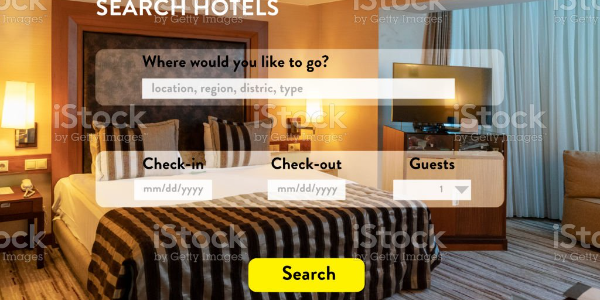 SEARCH HOTELS
Where would you like to go?
location, region, distric, type
Check-in Check-out Guests
mm/dd/yyyy mm/dd/yyyy 1
Search
iStock
by Getty Images